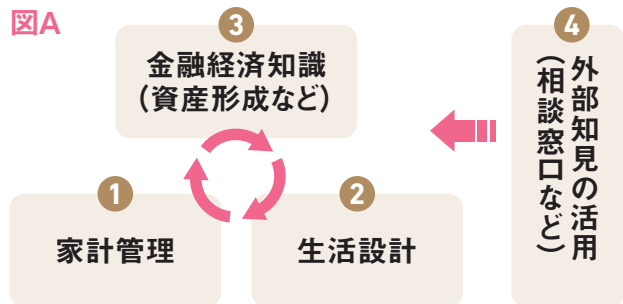 図A
3
金融経済知識
（資産形成など）
1
家計管理
2
生活設計
4
外部知見の活用
（相談窓口など）